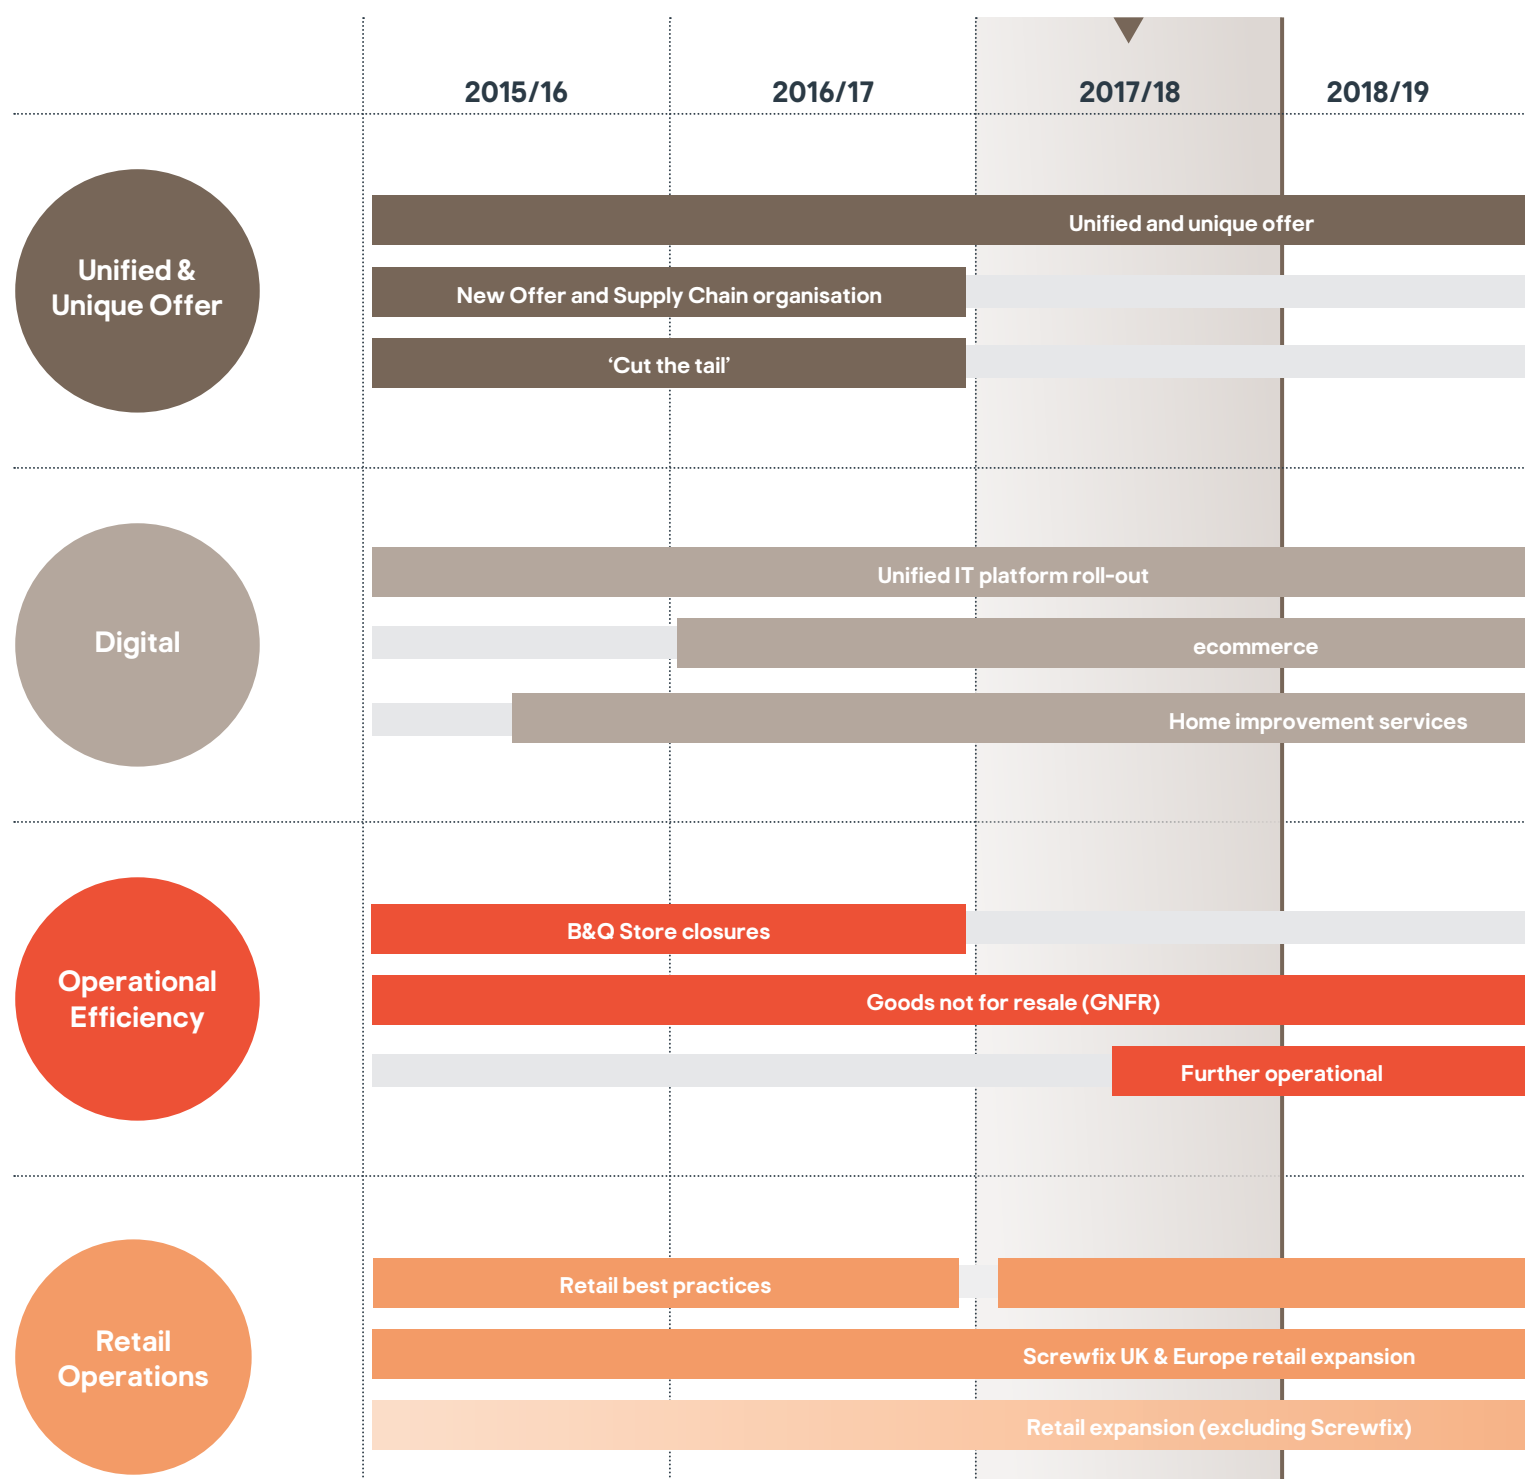 2015/16
2016/17
2017/18
2018/19
Unified &
Unique Offer
Unified and unique offer
New Offer and Supply Chain organisation
‘Cut the tail’
Digital
Unified IT platform roll-out
ecommerce
Home improvement services
Operational
Efficiency
B&Q Store closures
Goods not for resale (GNFR)
Further operational
Retail
Operations
Retail best practices
Screwfix UK & Europe retail expansion
Retail expansion (excluding Screwfix)